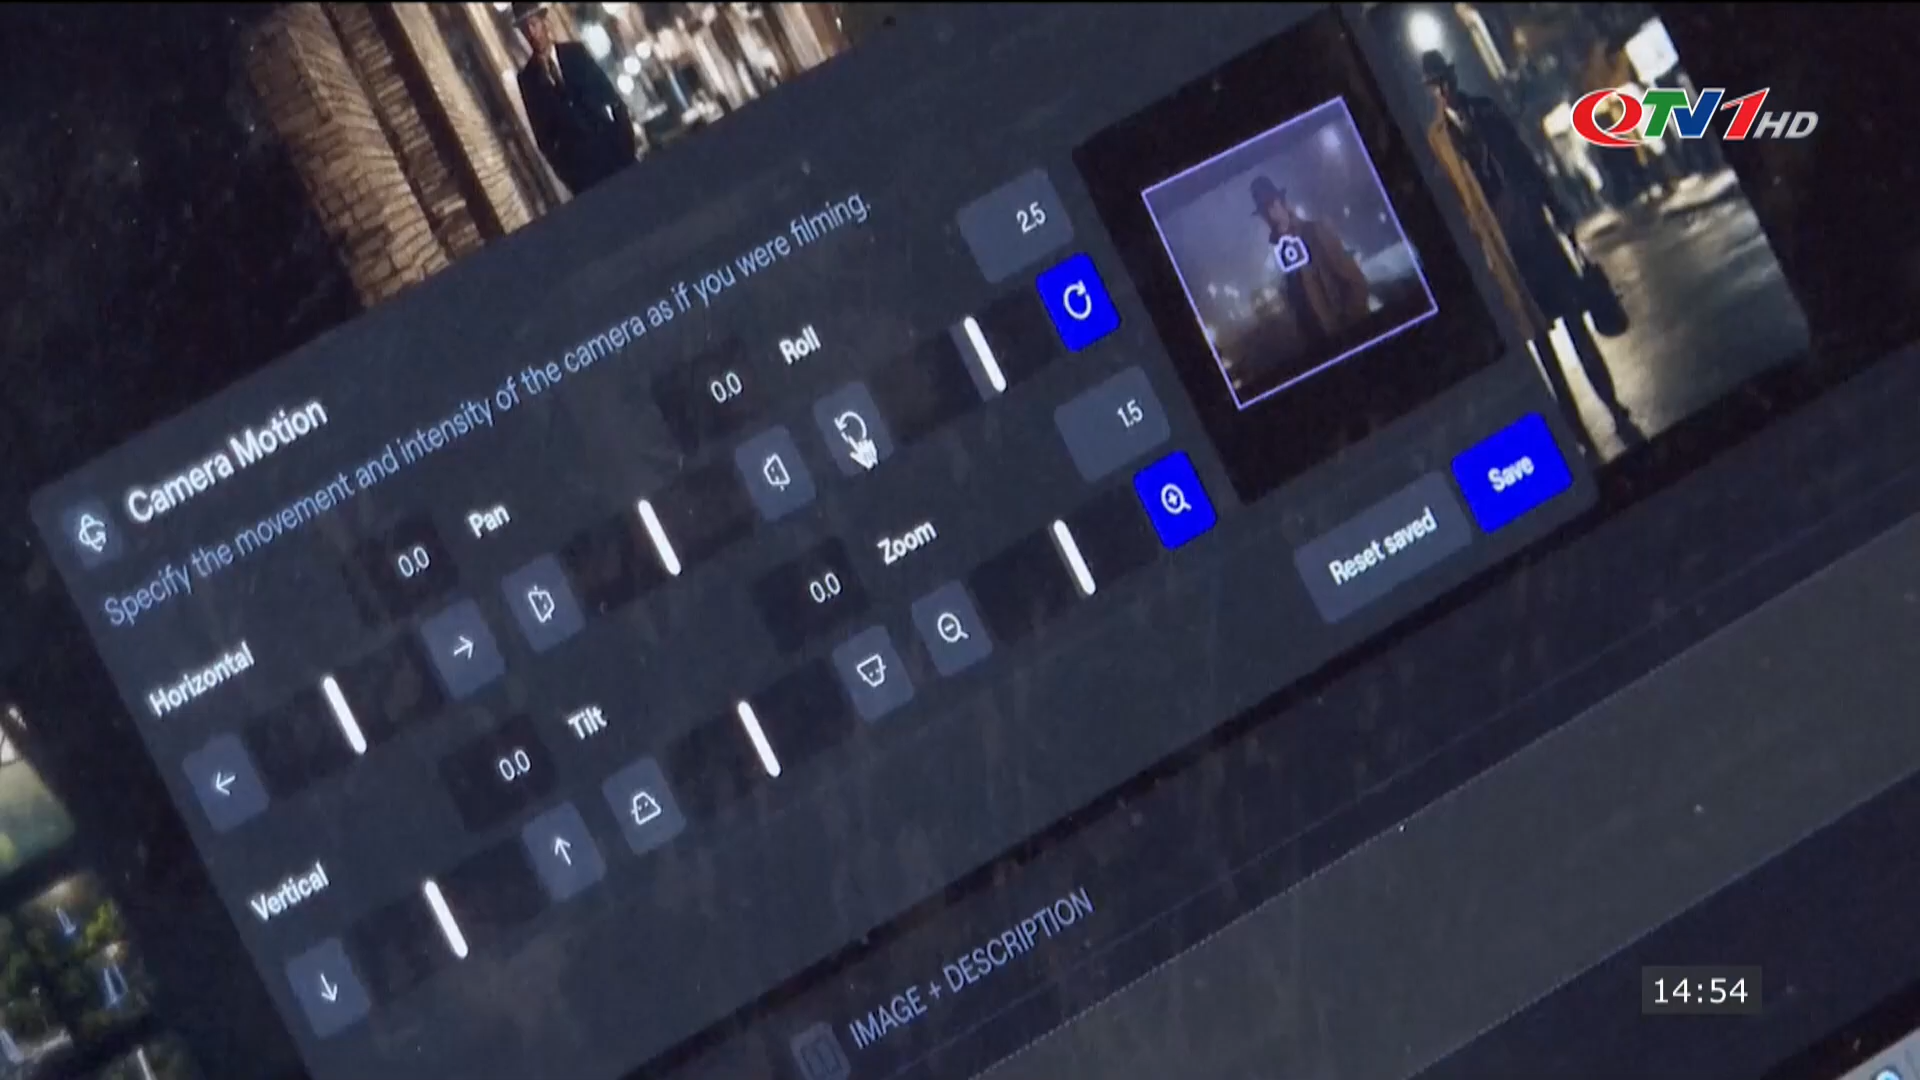 QTV1HD
Camera Motion
Specify the movement and intensity of the camera as if you were filming.
Horizontal 0.0 Pan 0.0 Roll 2.5
Vertical 0.0 Tilt 0.0 Zoom 1.5
Reset saved Save
IMAGE + DESCRIPTION
14:54